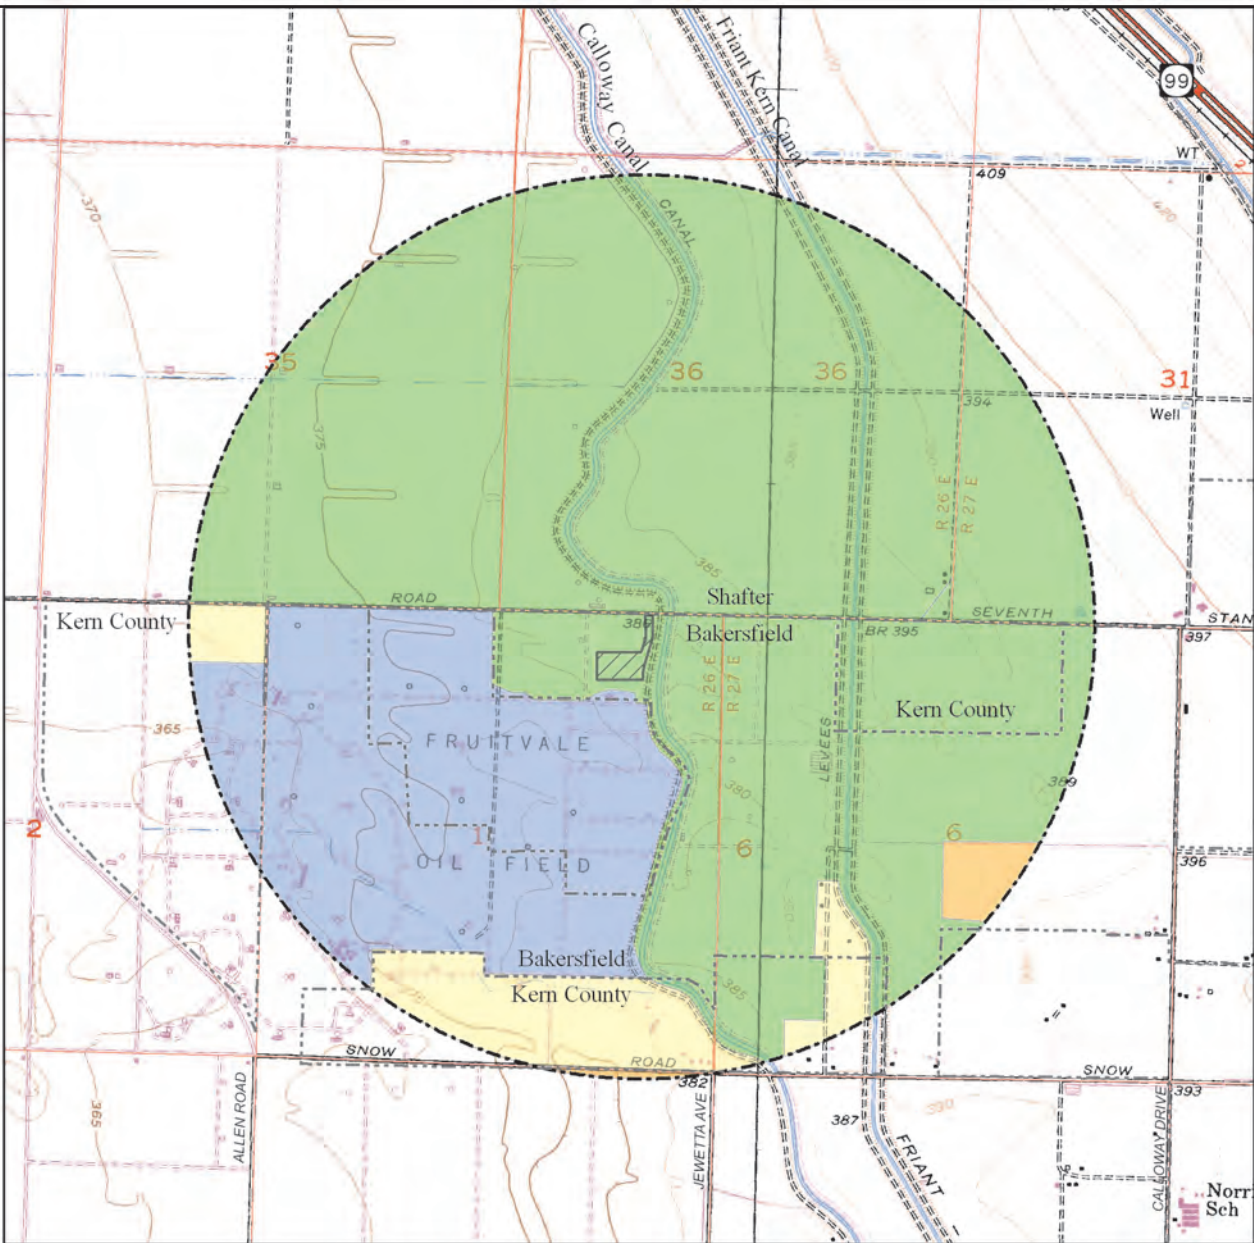 Calloway Canal
Friant Kern Canal
99
WT
2
409
370
CANAL
420
35
36
36
31
394
Well
375
R 26 E
R 27 E
385
Shafter
ROAD
SEVENTH
STAN
Kern County
386
Bakersfield
BR 395
397
R 26 E
R 27 E
Kern County
365
FRUITVALE
LEVEES
380
389
2
1
6
6
OIL FIELD
396
Bakersfield
Kern County
385
SNOW
ROAD
SNOW
382
393
390
387
365
ALLEN ROAD
JEWETTA AVE
FRIANT
CALLOWAY DRIVE
Norr
Sch